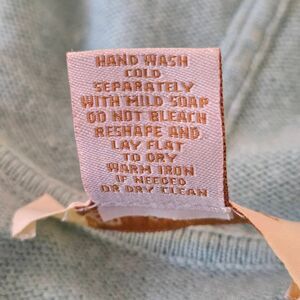 HAND WASH
COLD
SEPARATELY
WITH MILD SOAP
DO NOT BLEACH
RESHAPE AND
LAY FLAT
TO DRY
WARM IRON
IF NEEDED
OR DRY CLEAN